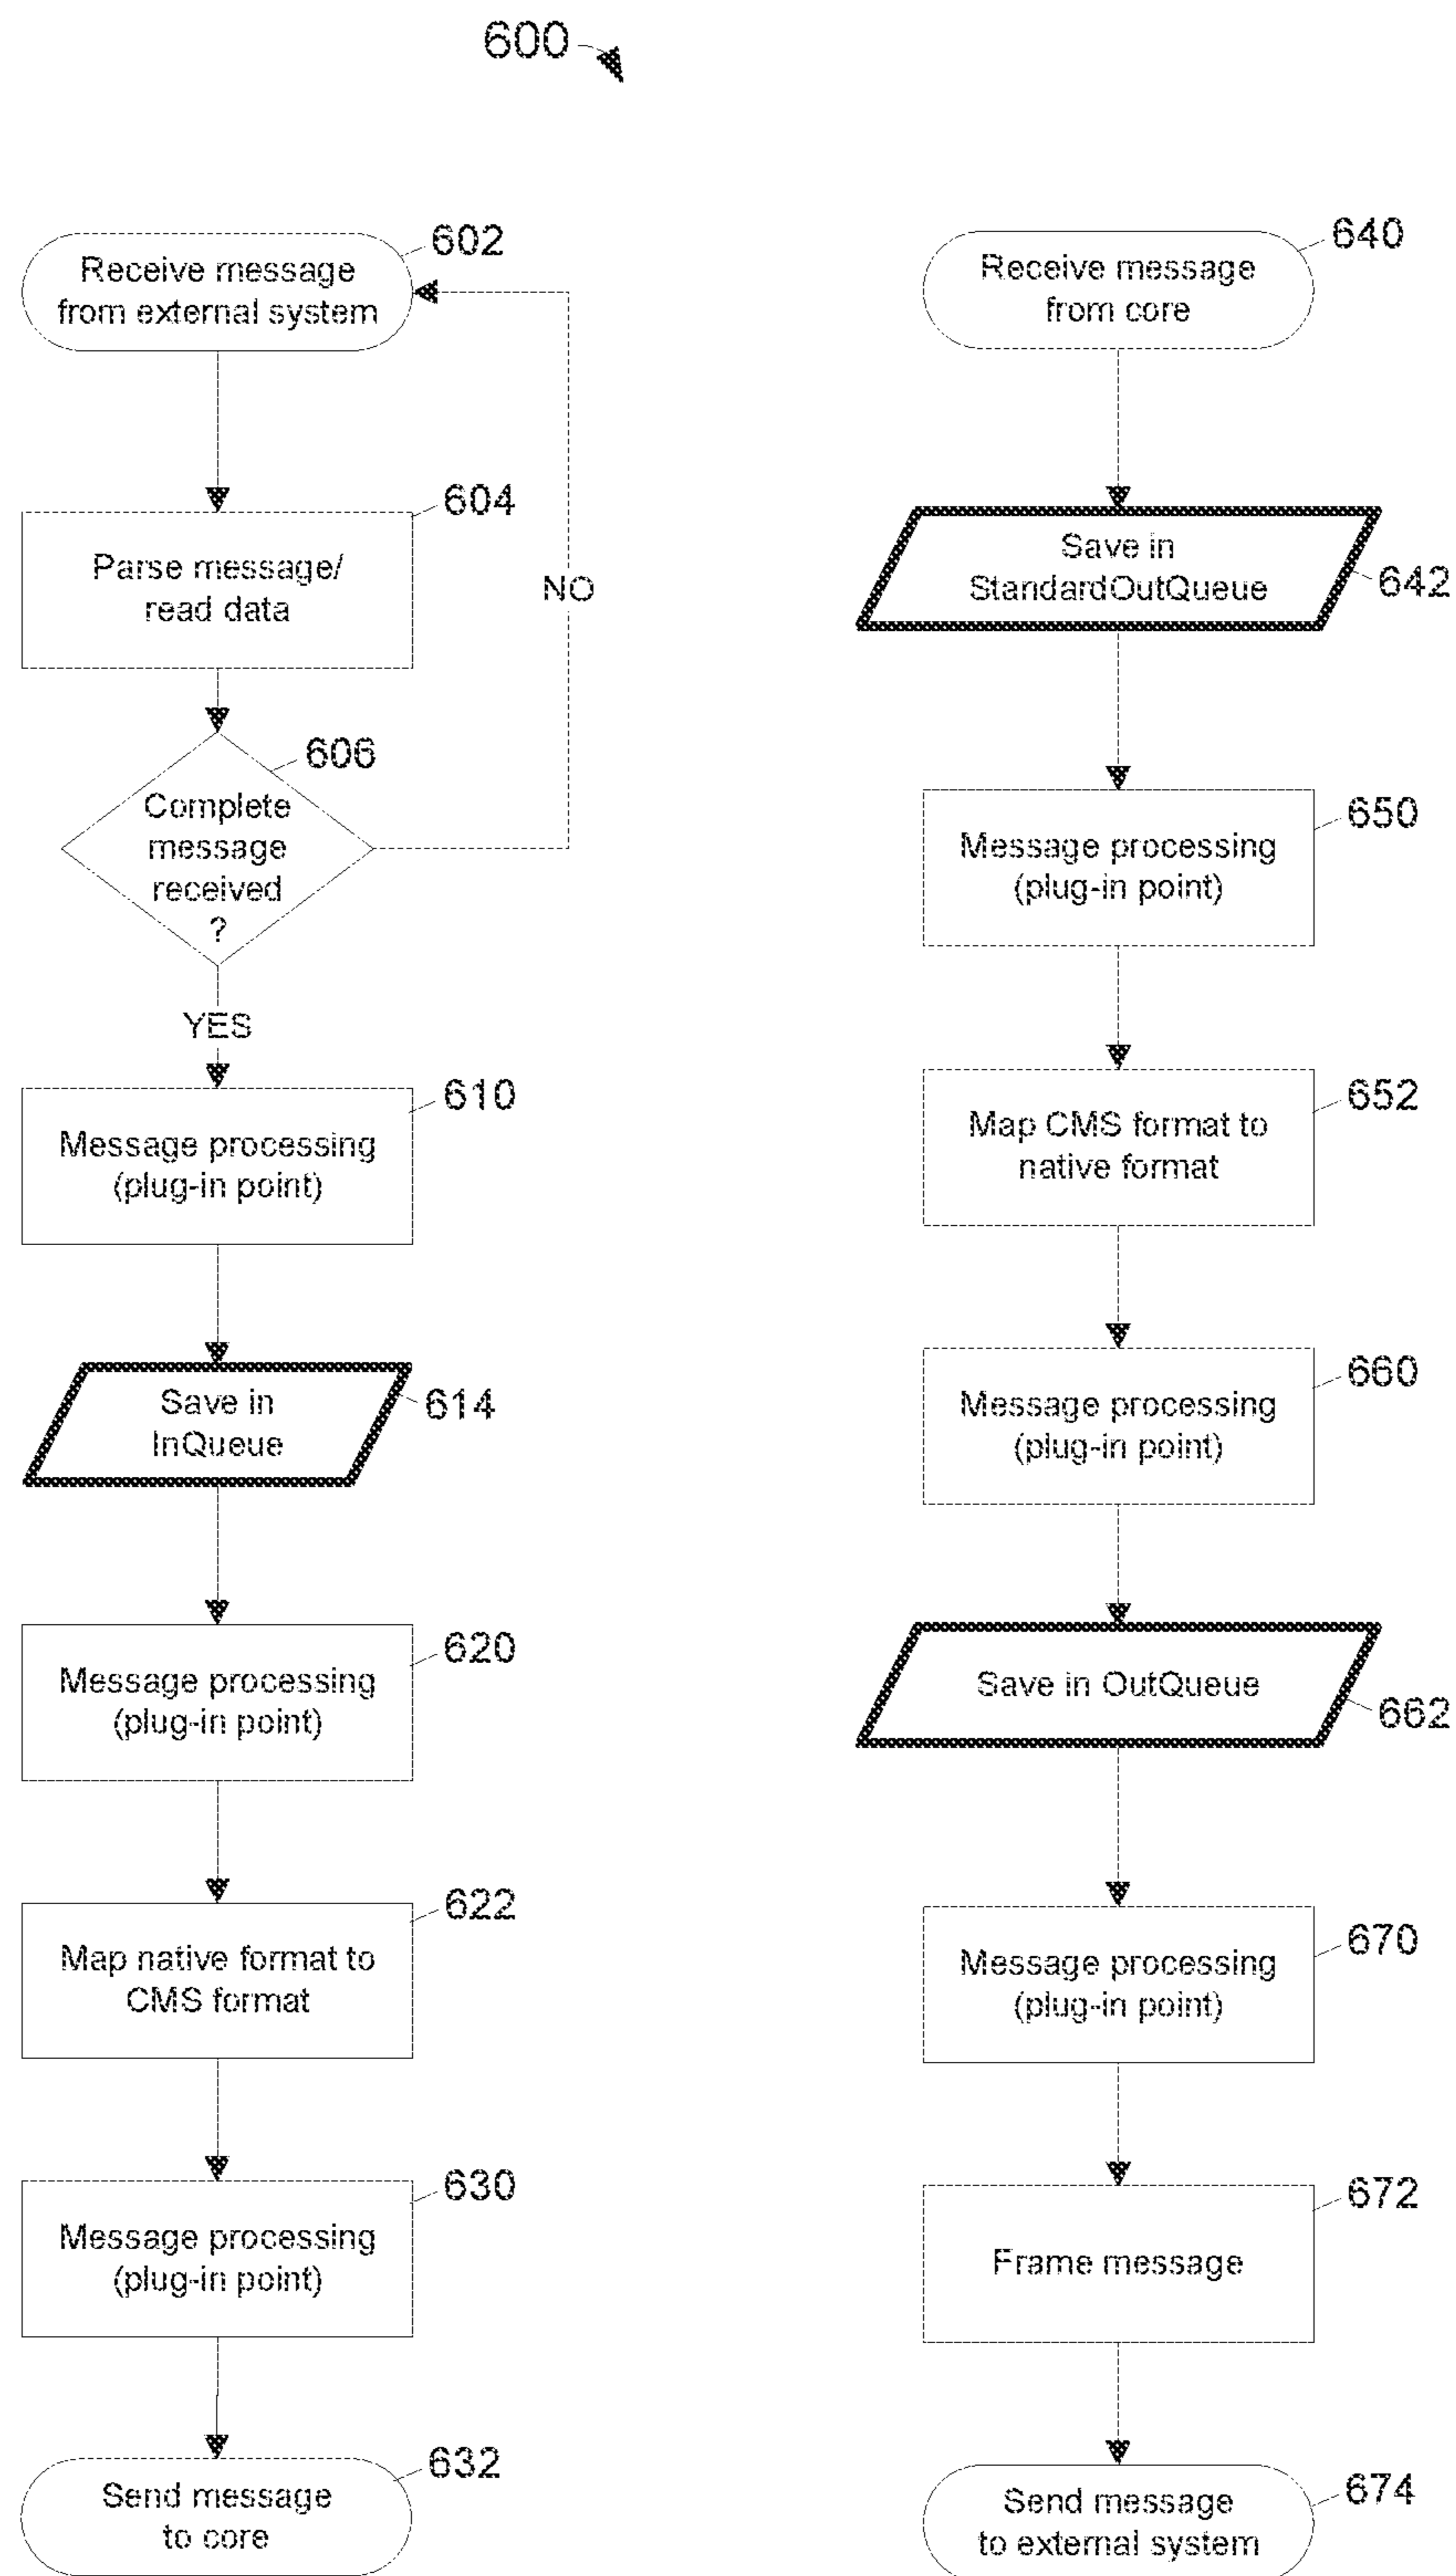 600
602
Receive message
from external system
604
Parse message/
read data
606
Complete
message
received
?
NO
YES
610
Message processing
(plug-in point)
Save in
InQueue
614
620
Message processing
(plug-in point)
622
Map native format to
CMS format
630
Message processing
(plug-in point)
632
Send message
to core
640
Receive message
from core
Save in
StandardOutQueue
642
650
Message processing
(plug-in point)
652
Map CMS format to
native format
660
Message processing
(plug-in point)
Save in OutQueue
662
670
Message processing
(plug-in point)
672
Frame message
674
Send message
to external system